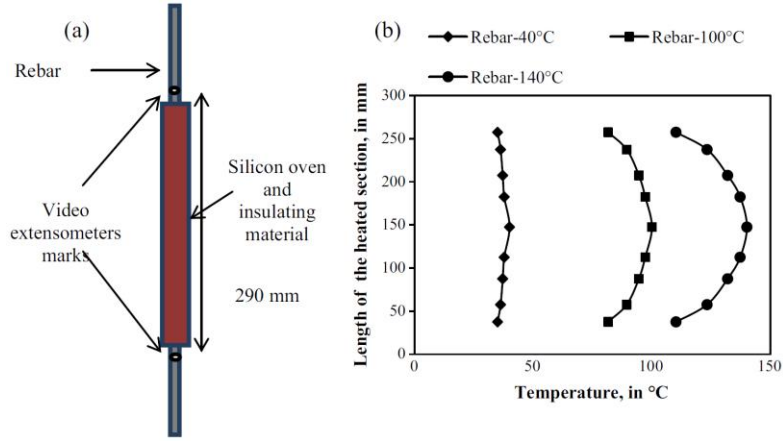 (a)
Rebar
Video
extensometers
marks
Silicon oven
and
insulating
material
290 mm
(b)
Rebar-40°C
Rebar-100°C
Rebar-140°C
Length of the heated section, in mm
300
250
200
150
100
50
0
0
50
100
150
Temperature, in °C